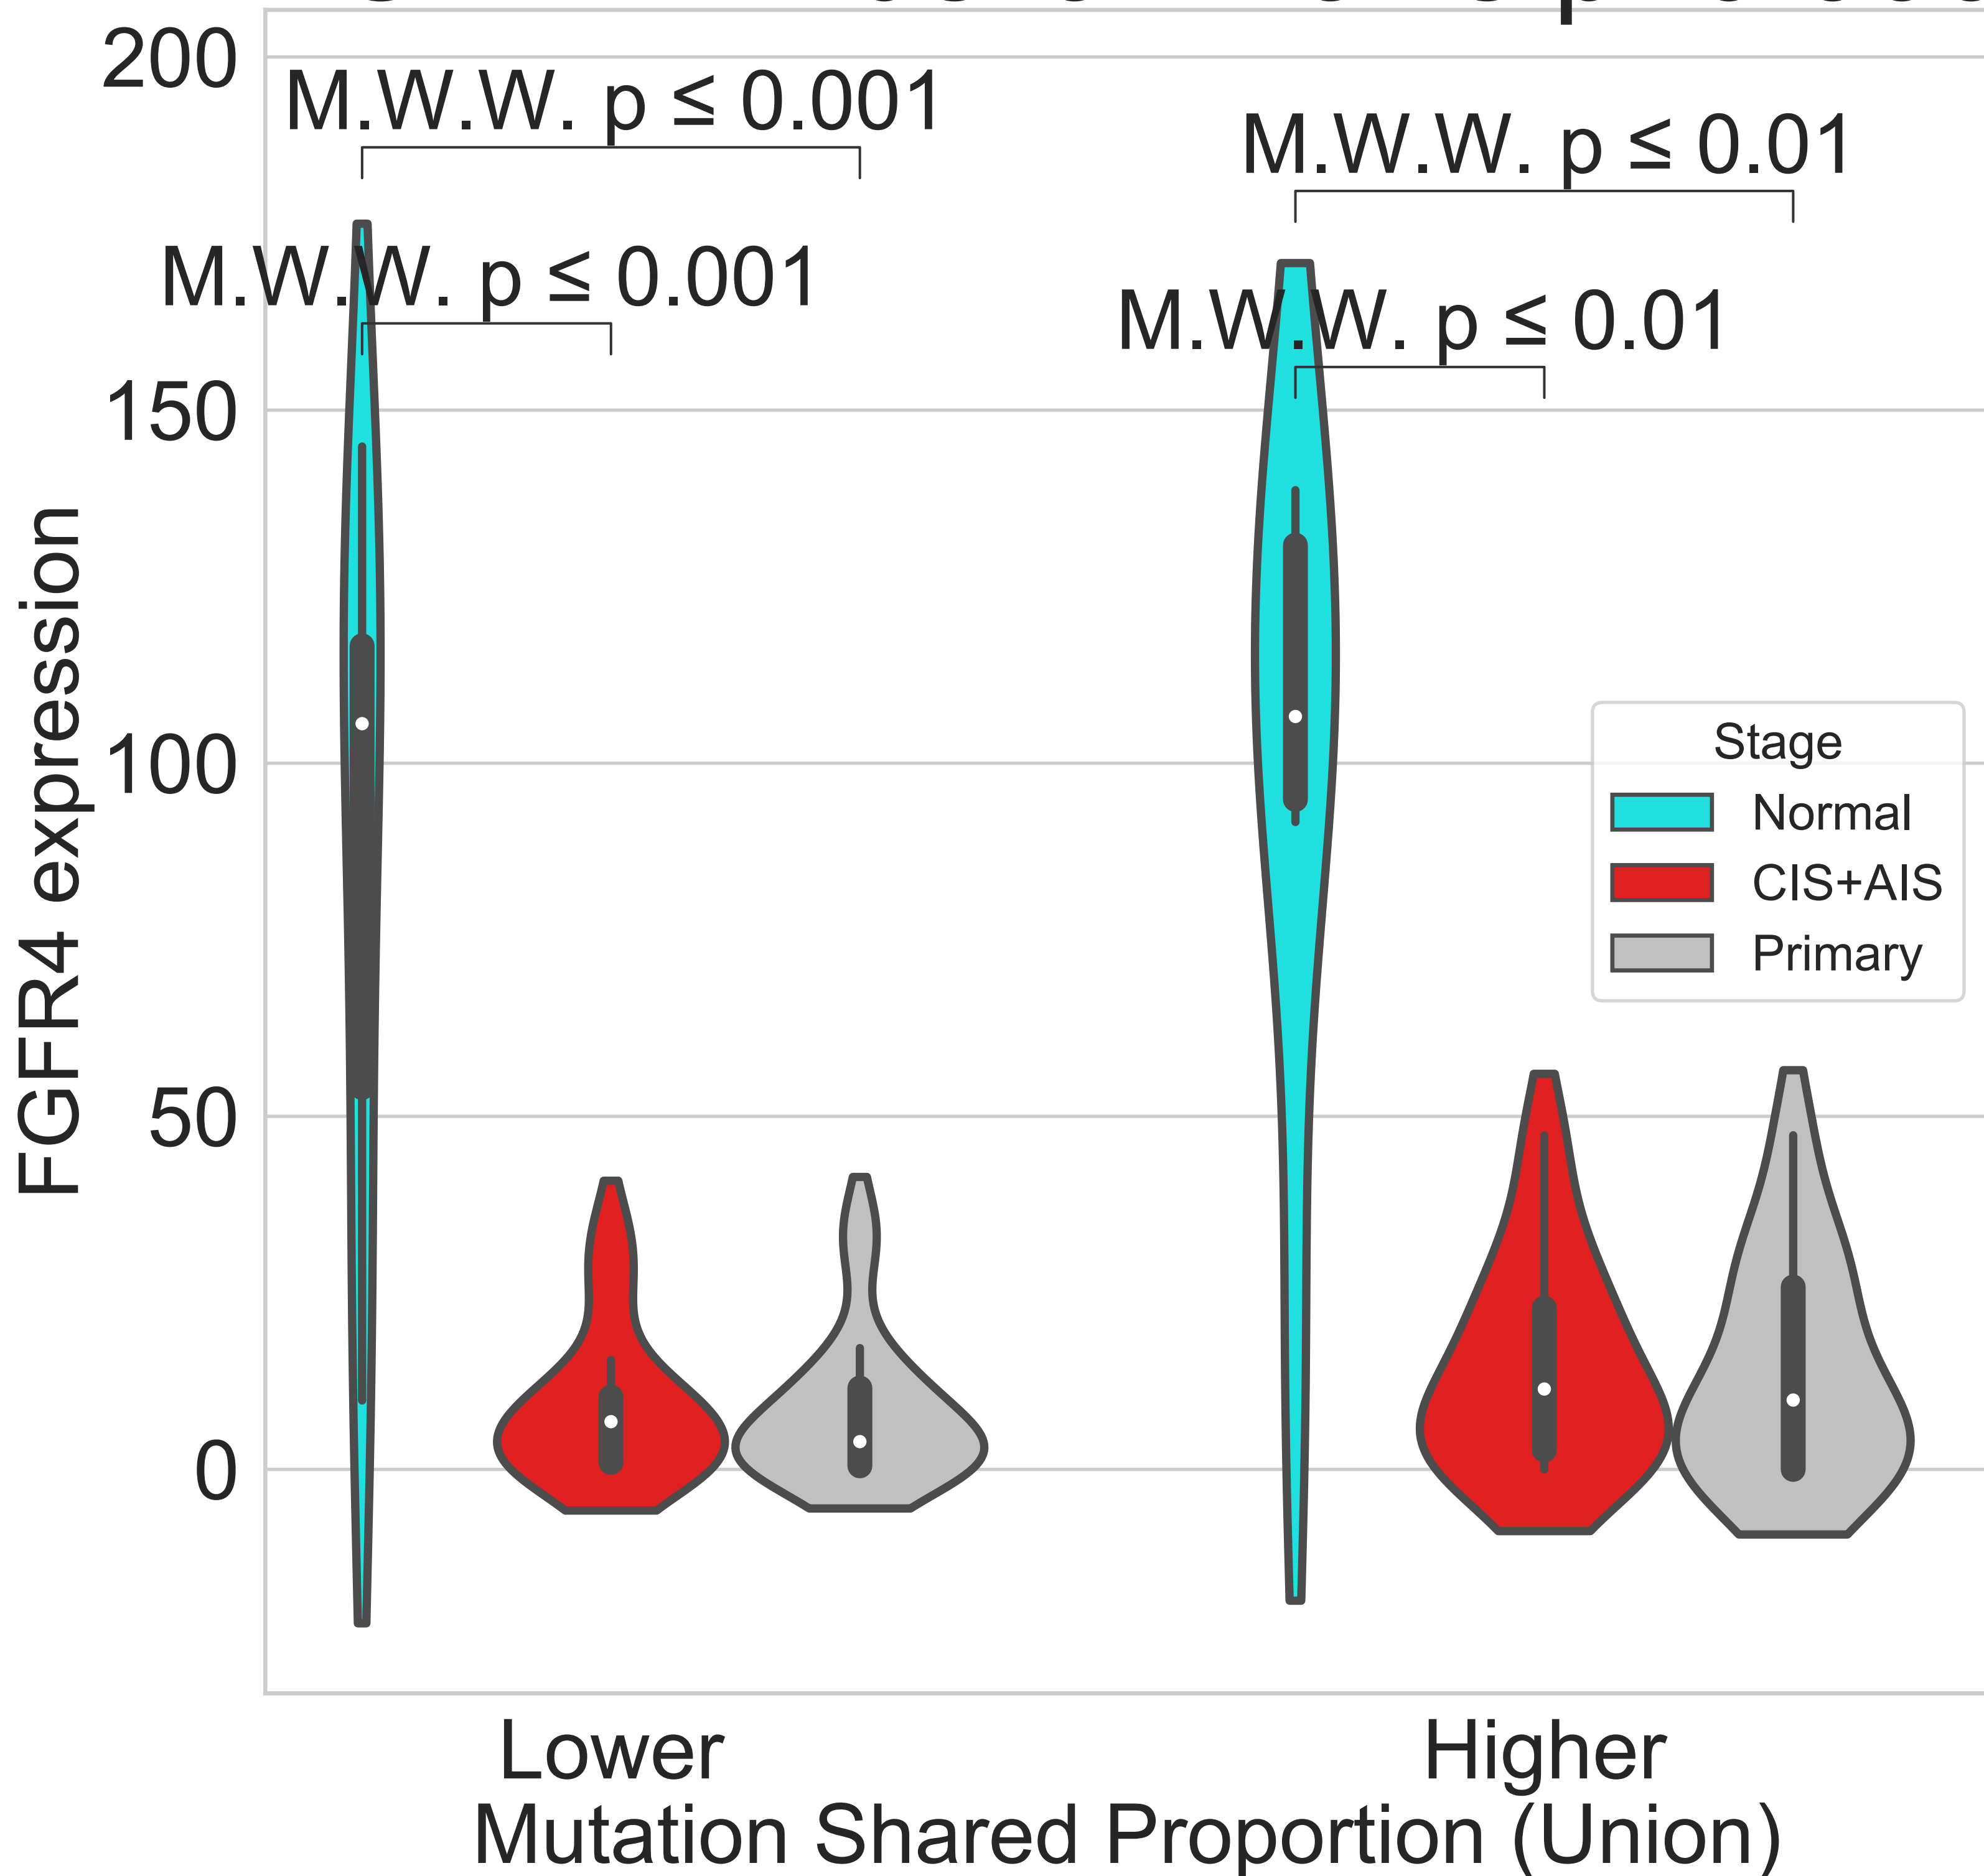 200
M.W.W. p ≤ 0.001
M.W.W. p ≤ 0.01
M.W.W. p ≤ 0.001
M.W.W. p ≤ 0.01
150
100
50
0
FGFR4 expression
Stage
Normal
CIS+AIS
Primary
Lower
Higher
Mutation Shared Proportion (Union)